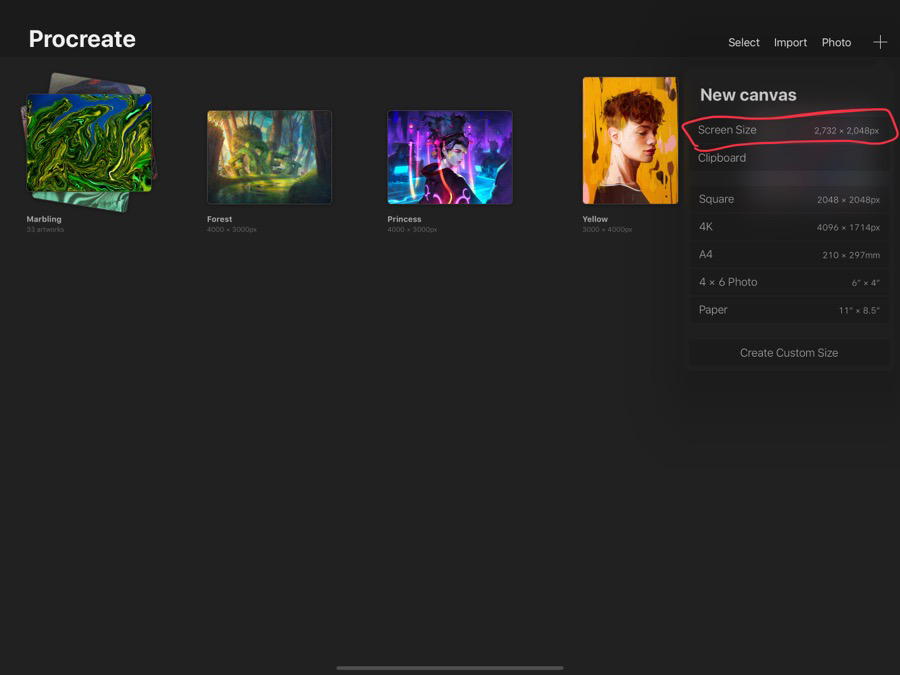 Procreate
Select Import Photo
New canvas
Screen Size 2,732 × 2,048px
Clipboard
Square 2048 × 2048px
4K 4096 × 1714px
A4 210 × 297mm
4 × 6 Photo 6" × 4"
Paper 11" × 8.5"
Create Custom Size
Marbling
33 artworks
Forest
4000 × 3000px
Princess
4000 × 3000px
Yellow
3000 × 4000px